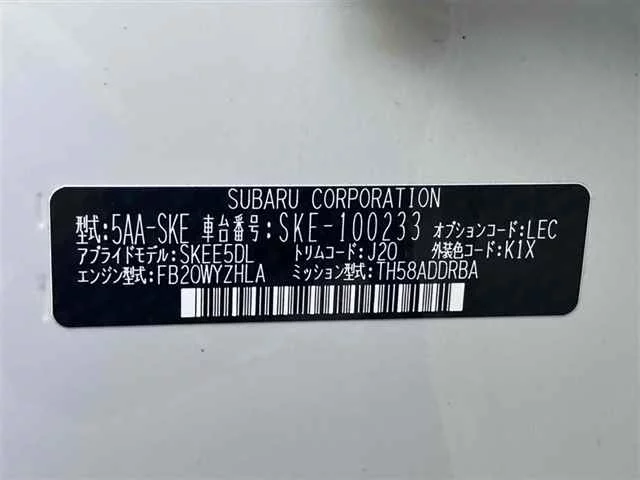 SUBARU CORPORATION
型式:5AA-SKE 車台番号:SKE-100233 オプションコード:LEC
アプライドモデル:SKEE5DL トリムコード:J20 外装色コード:K1X
エンジン型式:FB20WYZHLA ミッション型式:TH58ADDRBA